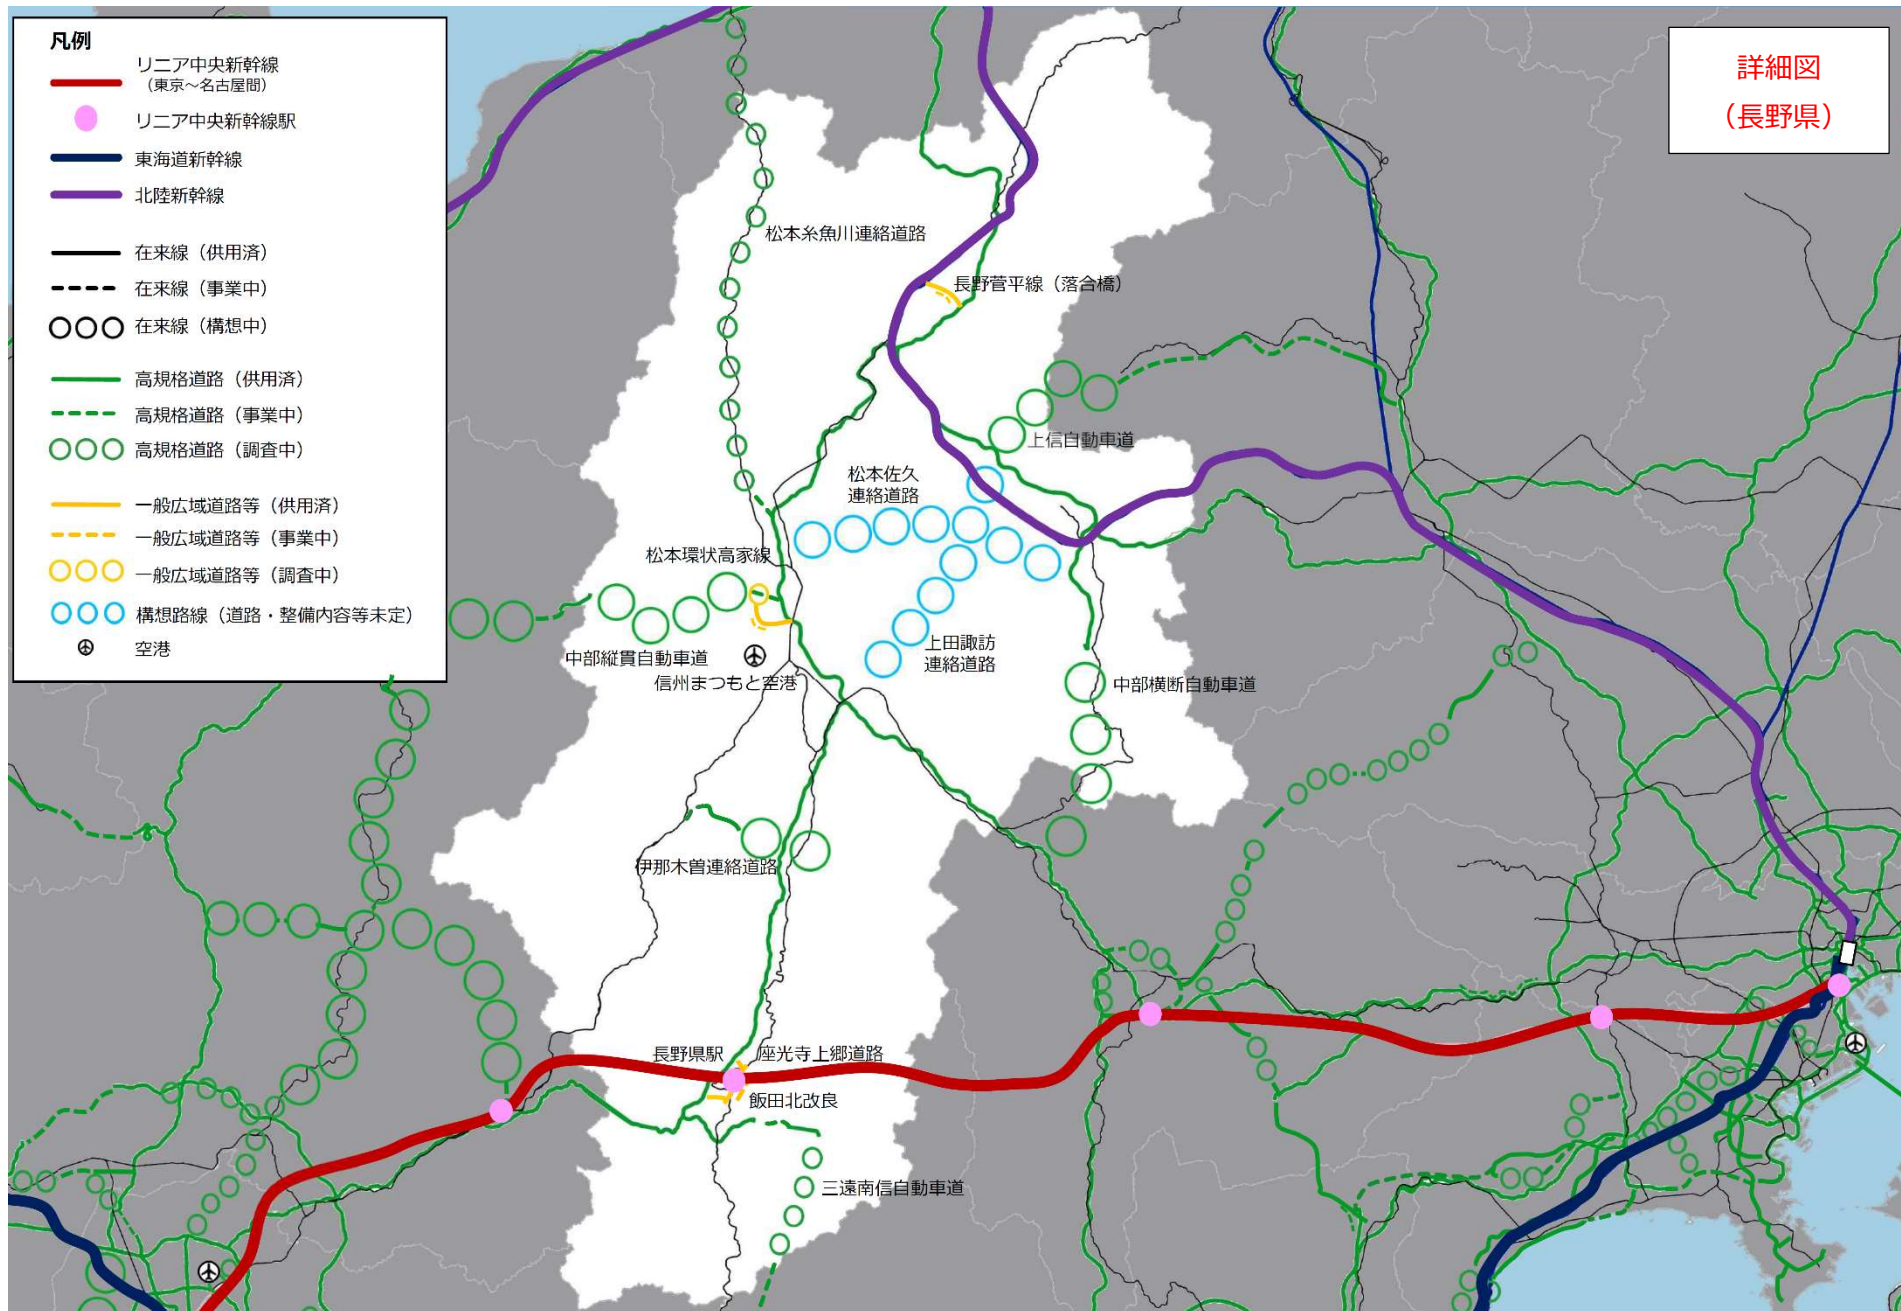 凡例
リニア中央新幹線
（東京～名古屋間）
リニア中央新幹線駅
東海道新幹線
北陸新幹線
在来線（供用済）
在来線（事業中）
在来線（構想中）
高規格道路（供用済）
高規格道路（事業中）
高規格道路（調査中）
一般広域道路等（供用済）
一般広域道路等（事業中）
一般広域道路等（調査中）
構想路線（道路・整備内容等未定）
空港
詳細図
（長野県）
松本糸魚川連絡道路
長野菅平線（落合橋）
上信自動車道
松本佐久
連絡道路
松本環状高家線
上田諏訪
連絡道路
中部縦貫自動車道
信州まつもと空港
中部横断自動車道
伊那木曽連絡道路
長野県駅
座光寺上郷道路
飯田北改良
三遠南信自動車道